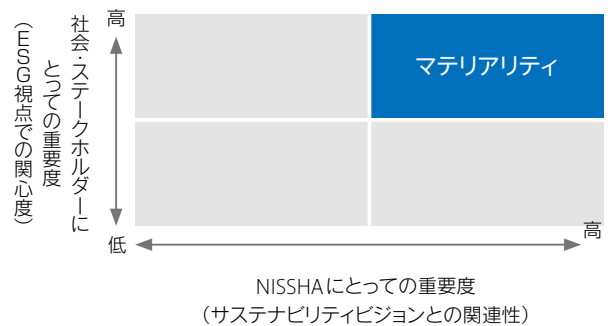 社会・ステークホルダーに
とっての重要度
（ESG視点での関心度）
高
マテリアリティ
低
高
NISSHAにとっての重要度
（サステナビリティビジョンとの関連性）